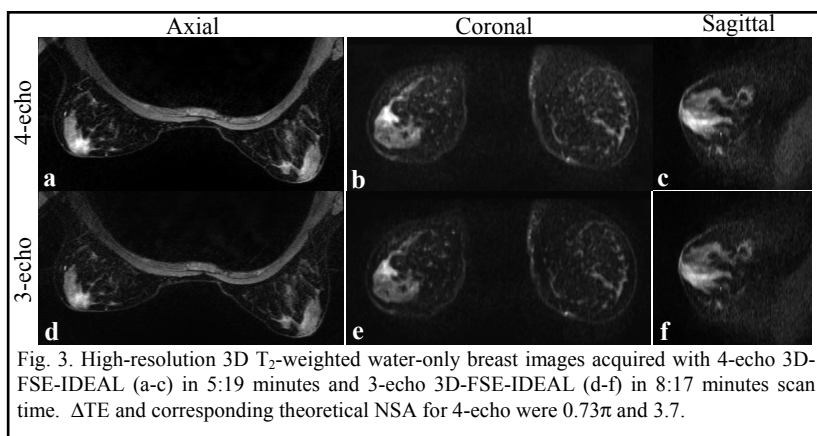 Axial Coronal Sagittal
4-echo
a b c
3-echo
d e f
Fig. 3. High-resolution 3D T₂-weighted water-only breast images acquired with 4-echo 3D-
FSE-IDEAL (a-c) in 5:19 minutes and 3-echo 3D-FSE-IDEAL (d-f) in 8:17 minutes scan
time. ΔTE and corresponding theoretical NSA for 4-echo were 0.73π and 3.7.